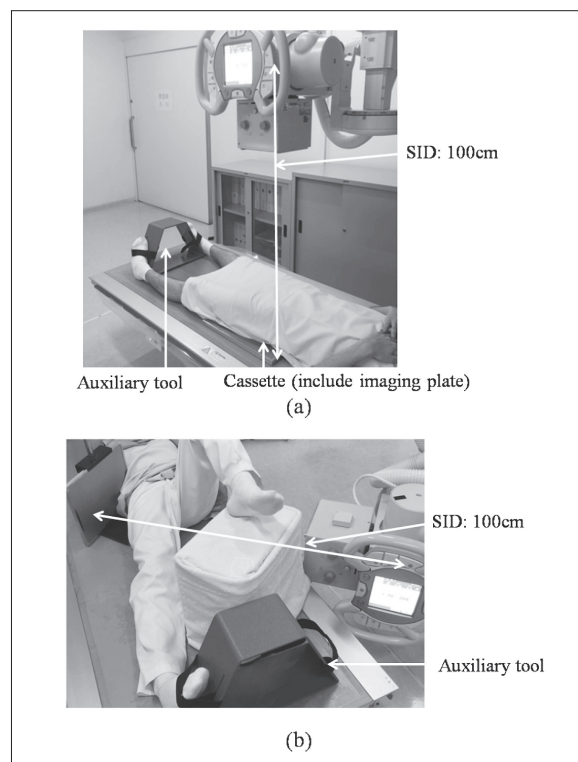 SID: 100cm
Auxiliary tool
Cassette (include imaging plate)
(a)
SID: 100cm
Auxiliary tool
(b)